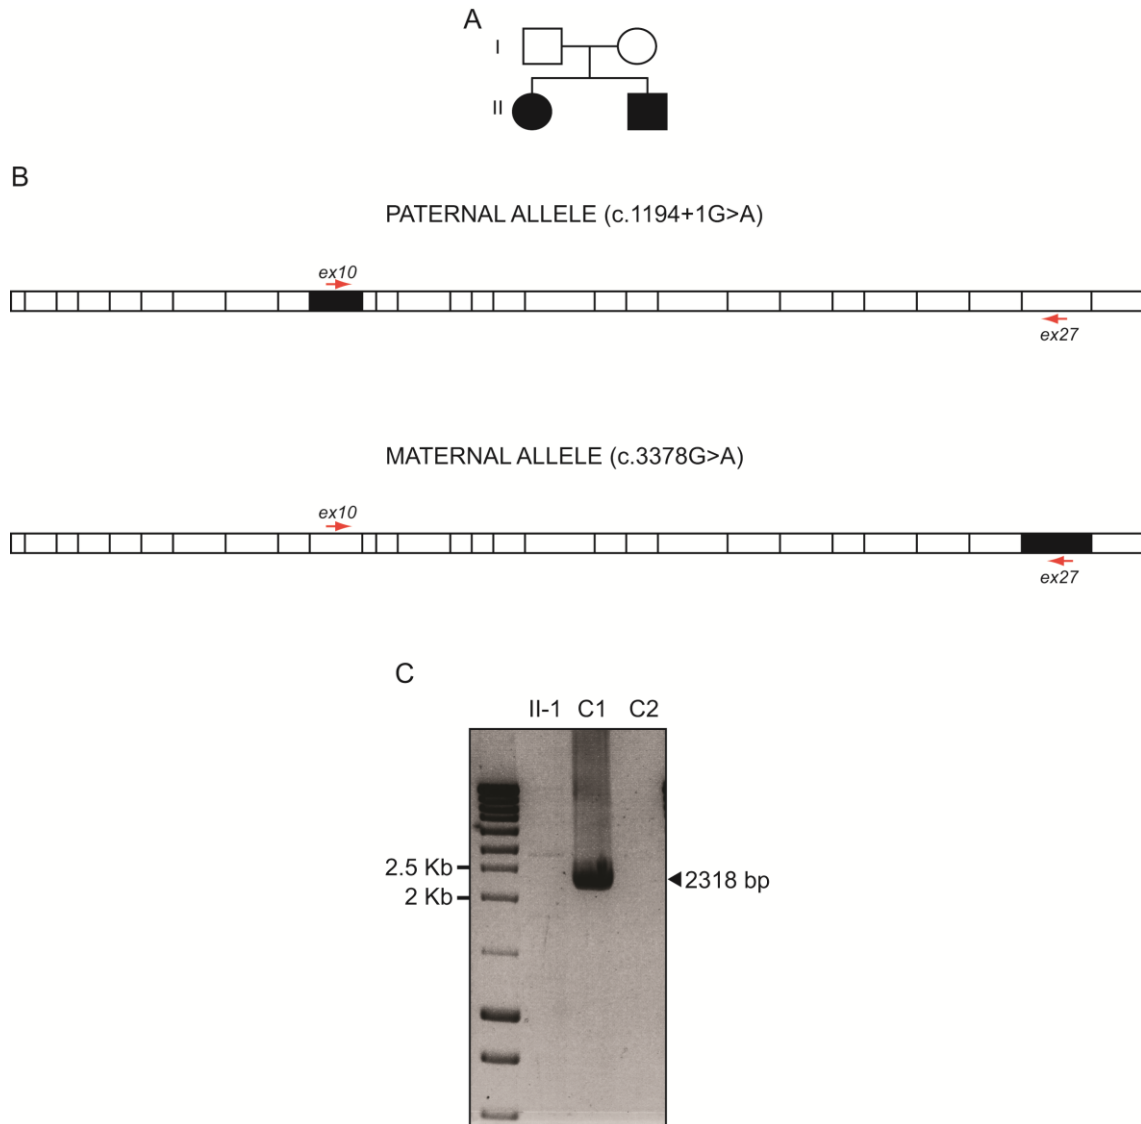 A
I
II
B
PATERNAL ALLELE (c.1194+1G>A)
ex10
ex27
MATERNAL ALLELE (c.3378G>A)
ex10
ex27
C
II-1 C1 C2
2.5 Kb
2318 bp
2 Kb